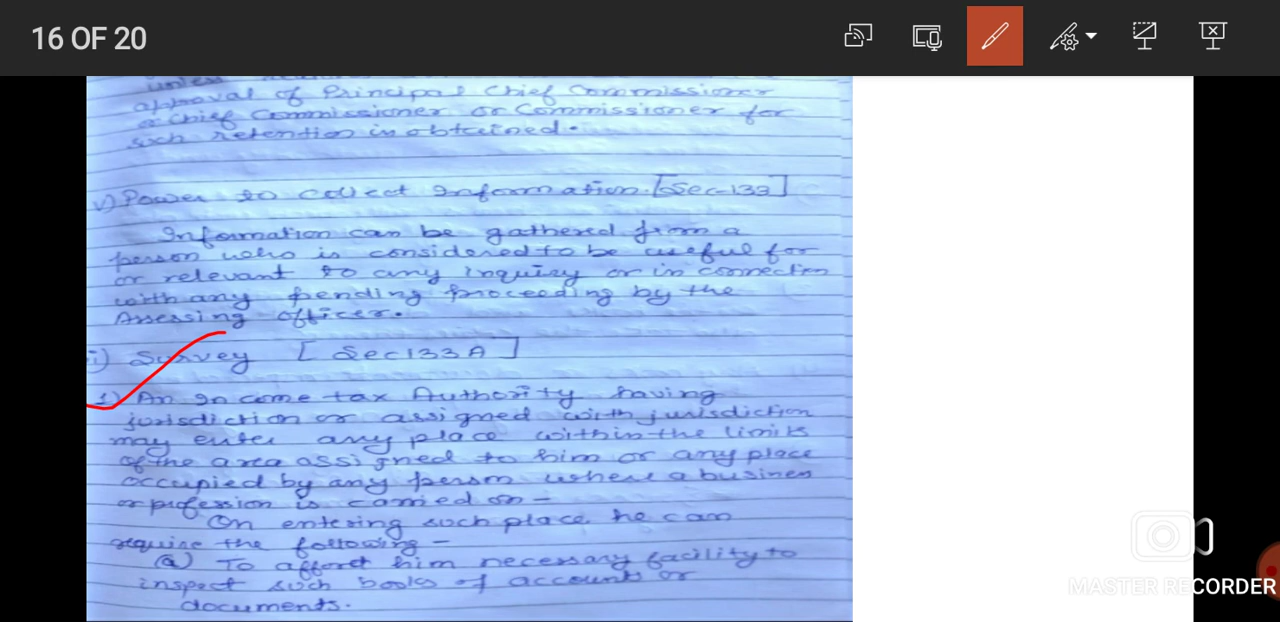 16 OF 20
unless
approval of Principal Chief Commissioner
or Chief Commissioner or Commissioner for
such retention is obtained.
v) Power to collect Information. [Sec-133]
Information can be gathered from a
person who is considered to be useful for
or relevant to any inquiry or in connection
with any pending proceeding by the
Assessing officer.
i) Survey [ Sec 133 A ]
1) An Income tax Authority having
jurisdiction or assigned with jurisdiction
may enter any place within the limits
of the area assigned to him or any place
occupied by any person where a business
or profession is carried on -
On entering such place he can
require the following -
(a) To afford him necessary facility to
inspect such books of accounts or
documents.
MASTER RECORDER